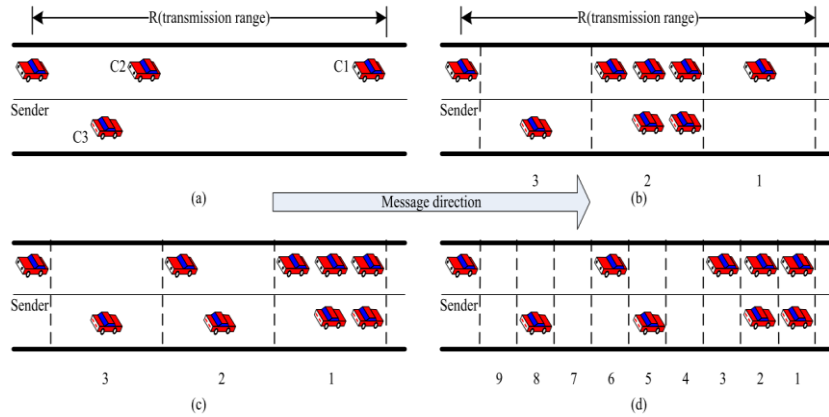 R(transmission range)
C2
C1
Sender
C3
(a)
R(transmission range)
Sender
3
2
1
(b)
Message direction
Sender
3
2
1
(c)
Sender
9
8
7
6
5
4
3
2
1
(d)